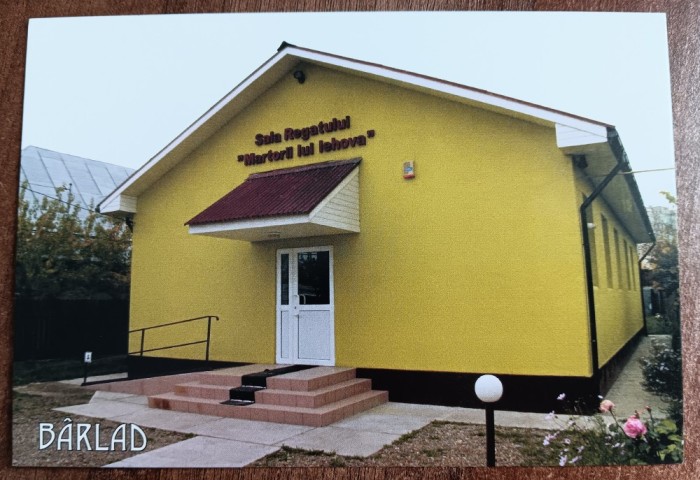 Sala Regatului
"Martorii lui Iehova"
BÂRLAD